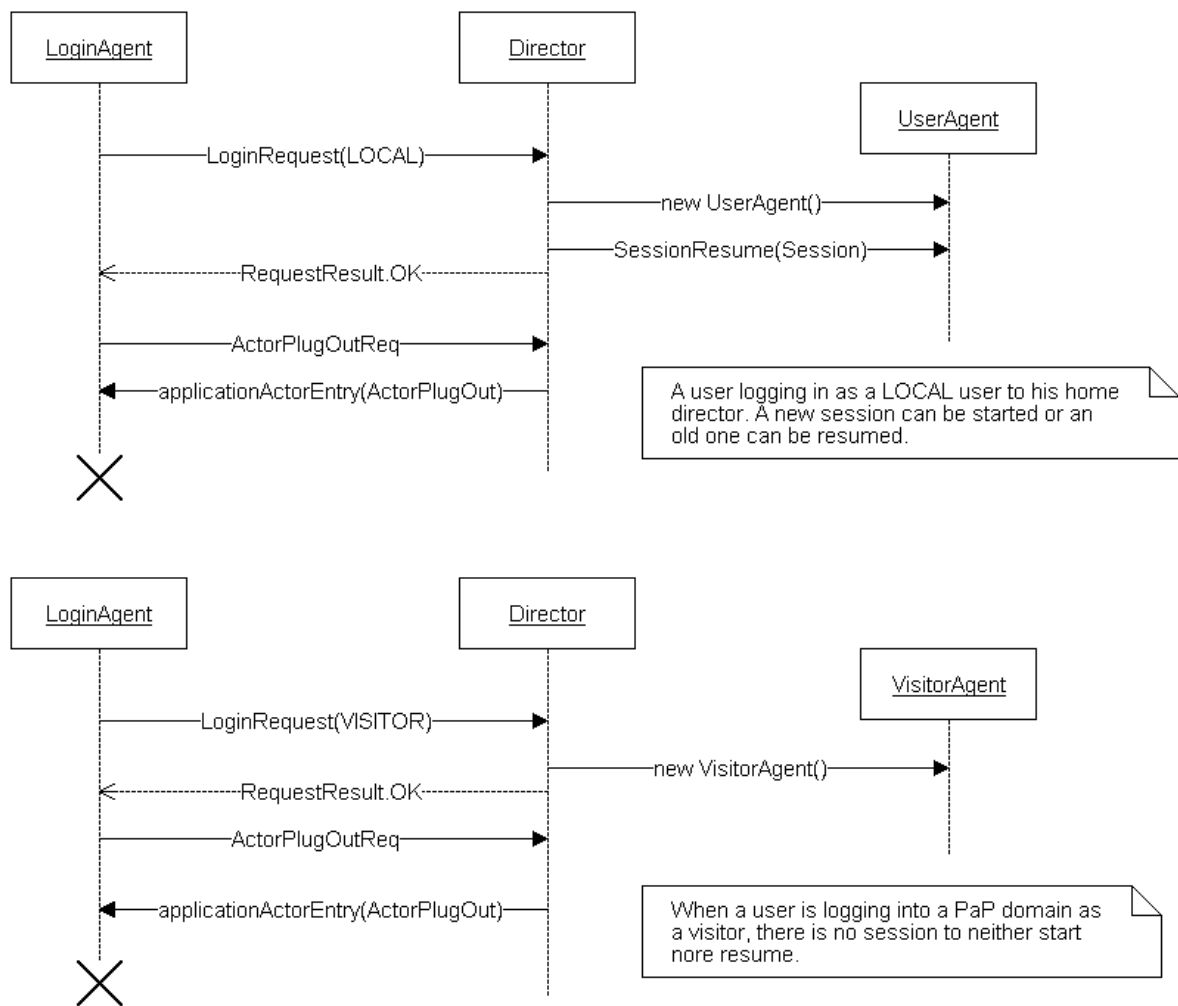 LoginAgent
Director
UserAgent
LoginRequest(LOCAL)
new UserAgent()
SessionResume(Session)
RequestResult.OK
ActorPlugOutReq
applicationActorEntry(ActorPlugOut)
A user logging in as a LOCAL user to his home
director. A new session can be started or an
old one can be resumed.
LoginAgent
Director
VisitorAgent
LoginRequest(VISITOR)
new VisitorAgent()
RequestResult.OK
ActorPlugOutReq
applicationActorEntry(ActorPlugOut)
When a user is logging into a PaP domain as
a visitor, there is no session to neither start
nore resume.